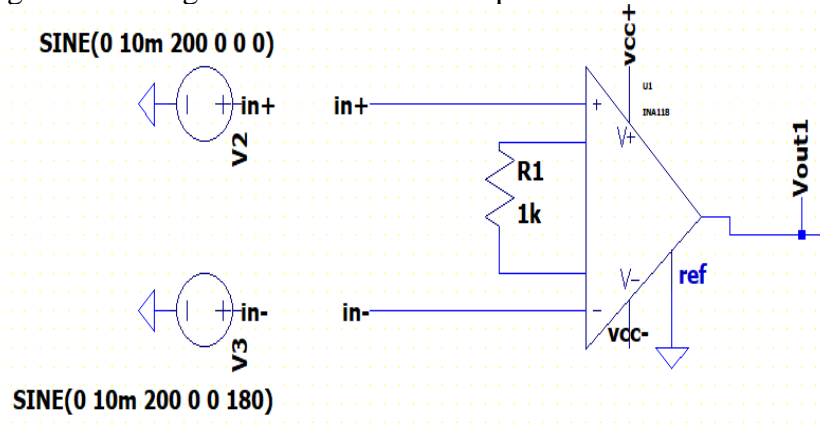 SINE(0 10m 200 0 0 0)
in+
V2
in+
vcc+
U1
INA118
+
V+
R1
1k
Vout1
V-
ref
in-
V3
in-
-
vcc-
SINE(0 10m 200 0 0 180)